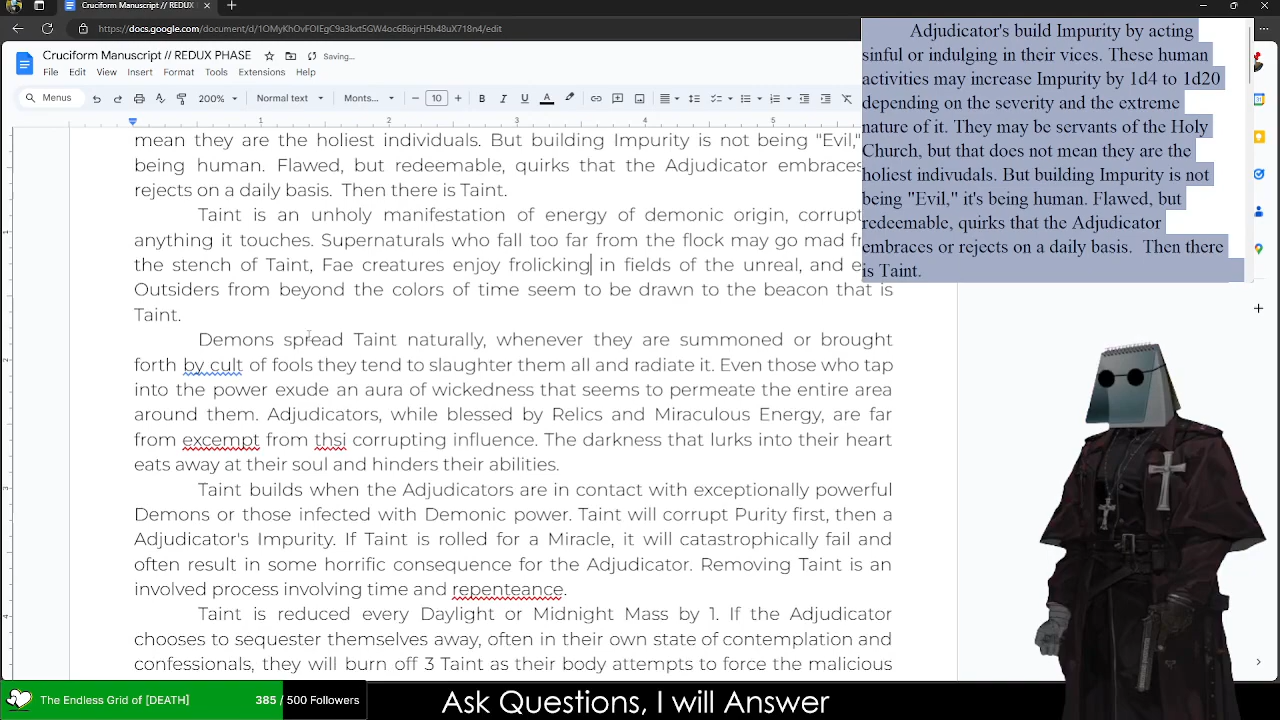 Cruciform Manuscript // REDUX
https://docs.google.com/document/d/1OMyKhOvFOIEgC9a3kxt5GW4oc6BixjrH5h48uX718n4/edit
Cruciform Manuscript // REDUX PHASE
Saving...
File Edit View Insert Format Tools Extensions Help
Menus
200%
Normal text
Monts...
10
B I U A
1 2 3 4 5
mean they are the holiest individuals. But building Impurity is not being "Evil,"
being human. Flawed, but redeemable, quirks that the Adjudicator embraces
rejects on a daily basis.  Then there is Taint.
Taint is an unholy manifestation of energy of demonic origin, corrupt
anything it touches. Supernaturals who fall too far from the flock may go mad fr
the stench of Taint, Fae creatures enjoy frolicking in fields of the unreal, and e
Outsiders from beyond the colors of time seem to be drawn to the beacon that is
Taint.
Demons spread Taint naturally, whenever they are summoned or brought
forth by cult of fools they tend to slaughter them all and radiate it. Even those who tap
into the power exude an aura of wickedness that seems to permeate the entire area
around them. Adjudicators, while blessed by Relics and Miraculous Energy, are far
from excempt from thsi corrupting influence. The darkness that lurks into their heart
eats away at their soul and hinders their abilities.
Taint builds when the Adjudicators are in contact with exceptionally powerful
Demons or those infected with Demonic power. Taint will corrupt Purity first, then a
Adjudicator's Impurity. If Taint is rolled for a Miracle, it will catastrophically fail and
often result in some horrific consequence for the Adjudicator. Removing Taint is an
involved process involving time and repenteance.
Taint is reduced every Daylight or Midnight Mass by 1. If the Adjudicator
chooses to sequester themselves away, often in their own state of contemplation and
confessionals, they will burn off 3 Taint as their body attempts to force the malicious
Adjudicator's build Impurity by acting
sinful or indulging in their vices. These human
activities may increase Impurity by 1d4 to 1d20
depending on the severity and the extreme
nature of it. They may be servants of the Holy
Church, but that does not mean they are the
holiest indivudals. But building Impurity is not
being "Evil," it's being human. Flawed, but
redeemable, quirks that the Adjudicator
embraces or rejects on a daily basis.  Then there
is Taint.
The Endless Grid of [DEATH]
385 / 500 Followers
Ask Questions, I will Answer